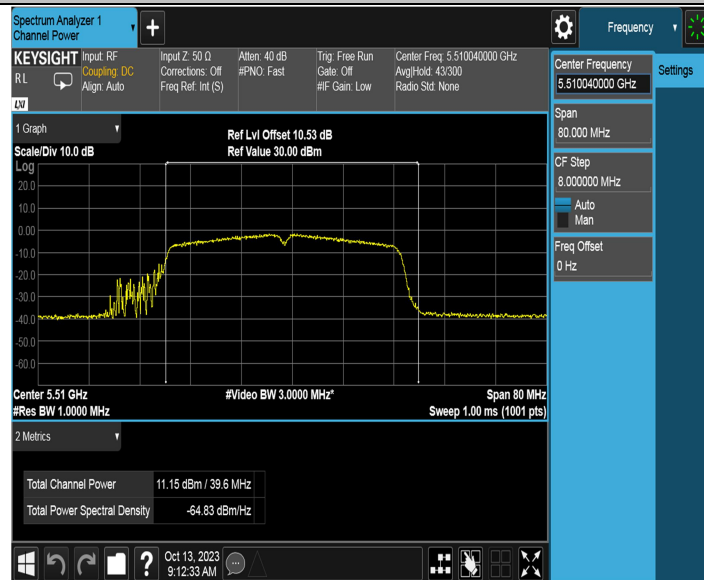 Spectrum Analyzer 1
Channel Power
Frequency
KEYSIGHT
RL
LXI
Input: RF
Coupling: DC
Align: Auto
Input Z: 50 Ω
Corrections: Off
Freq Ref: Int (S)
Atten: 40 dB
#PNO: Fast
Trig: Free Run
Gate: Off
#IF Gain: Low
Center Freq: 5.510040000 GHz
Avg|Hold: 43/300
Radio Std: None
Center Frequency
5.510040000 GHz
Settings
Span
80.000 MHz
CF Step
8.000000 MHz
Auto
Man
Freq Offset
0 Hz
1 Graph
Scale/Div 10.0 dB
Ref Lvl Offset 10.53 dB
Ref Value 30.00 dBm
Log
20.0
10.0
0.00
-10.0
-20.0
-30.0
-40.0
-50.0
-60.0
Center 5.51 GHz
#Video BW 3.0000 MHz*
Span 80 MHz
#Res BW 1.0000 MHz
Sweep 1.00 ms (1001 pts)
2 Metrics
Total Channel Power 11.15 dBm / 39.6 MHz
Total Power Spectral Density -64.83 dBm/Hz
?
Oct 13, 2023
9:12:33 AM